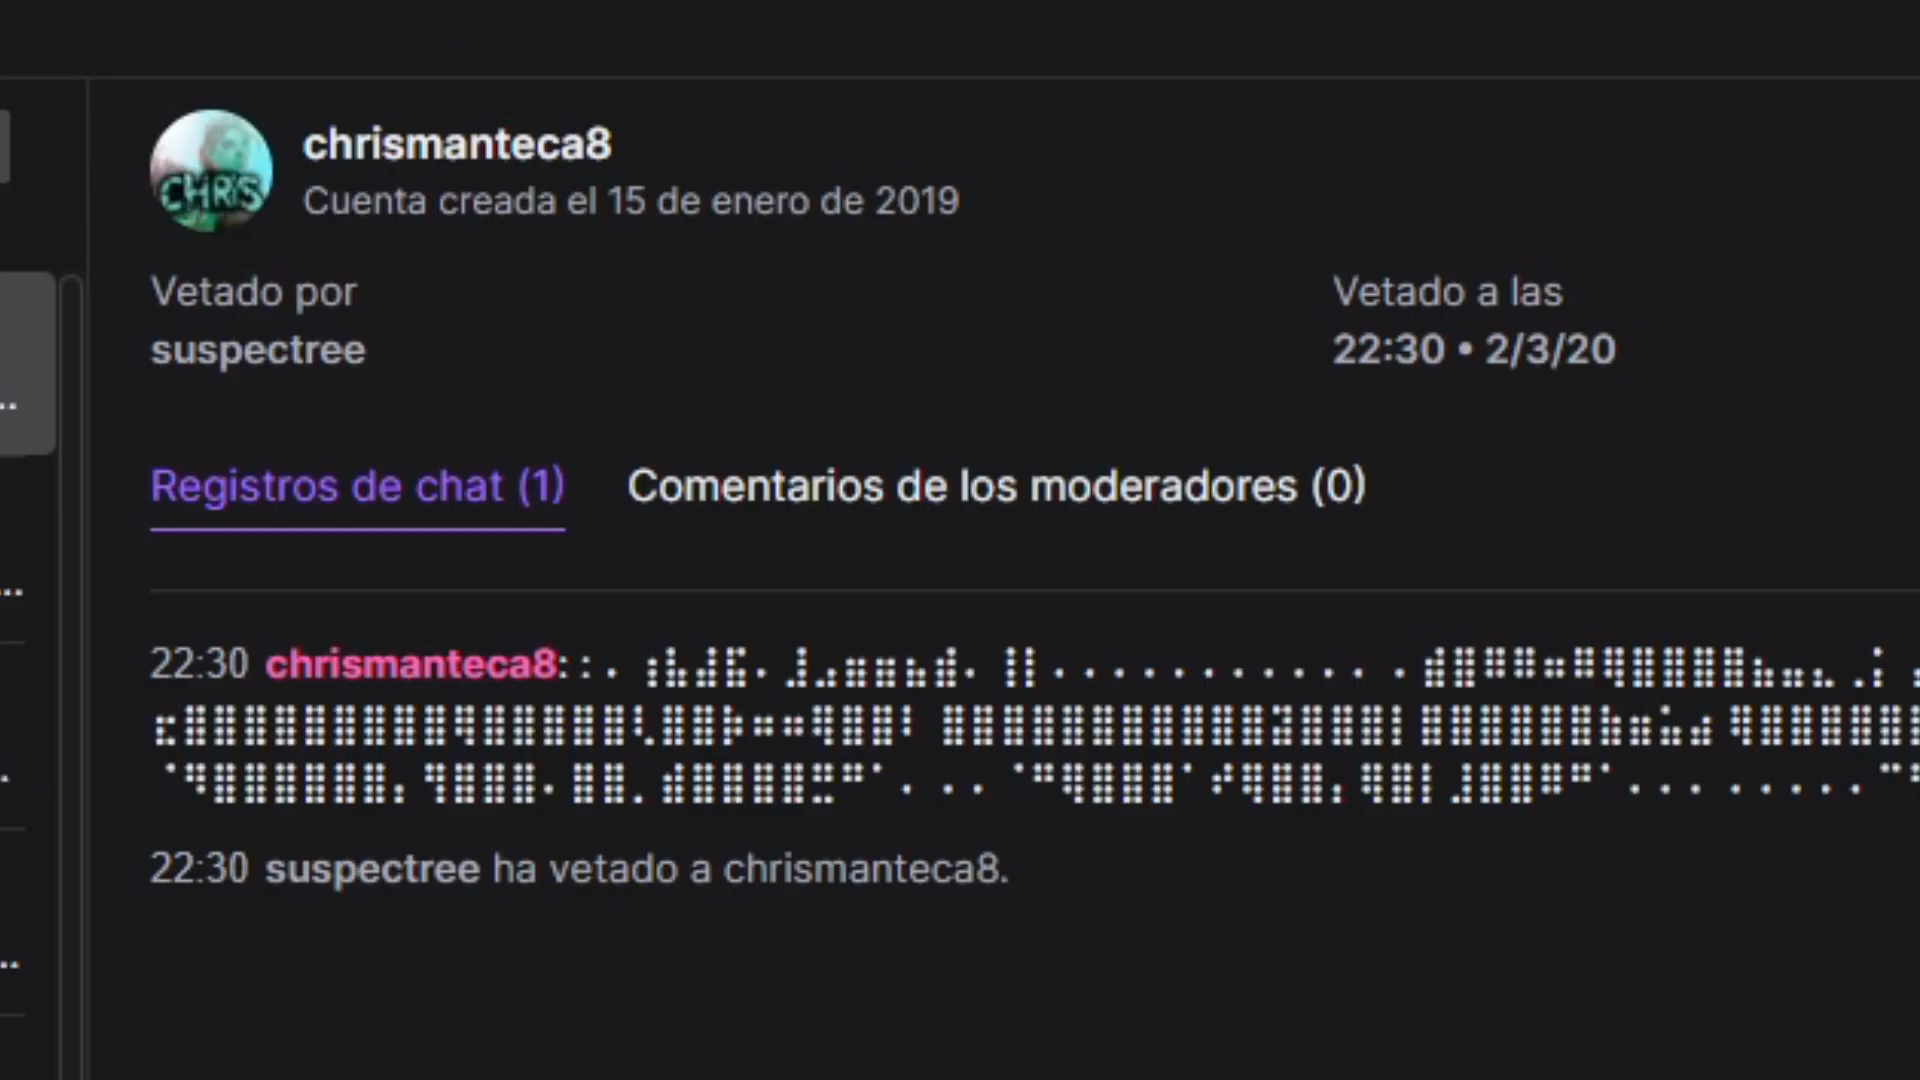 CHRIS
chrismanteca8
Cuenta creada el 15 de enero de 2019
Vetado por
Vetado a las
suspectree
22:30 • 2/3/20
Registros de chat (1)
Comentarios de los moderadores (0)
22:30 chrismanteca8:
22:30 suspectree ha vetado a chrismanteca8.